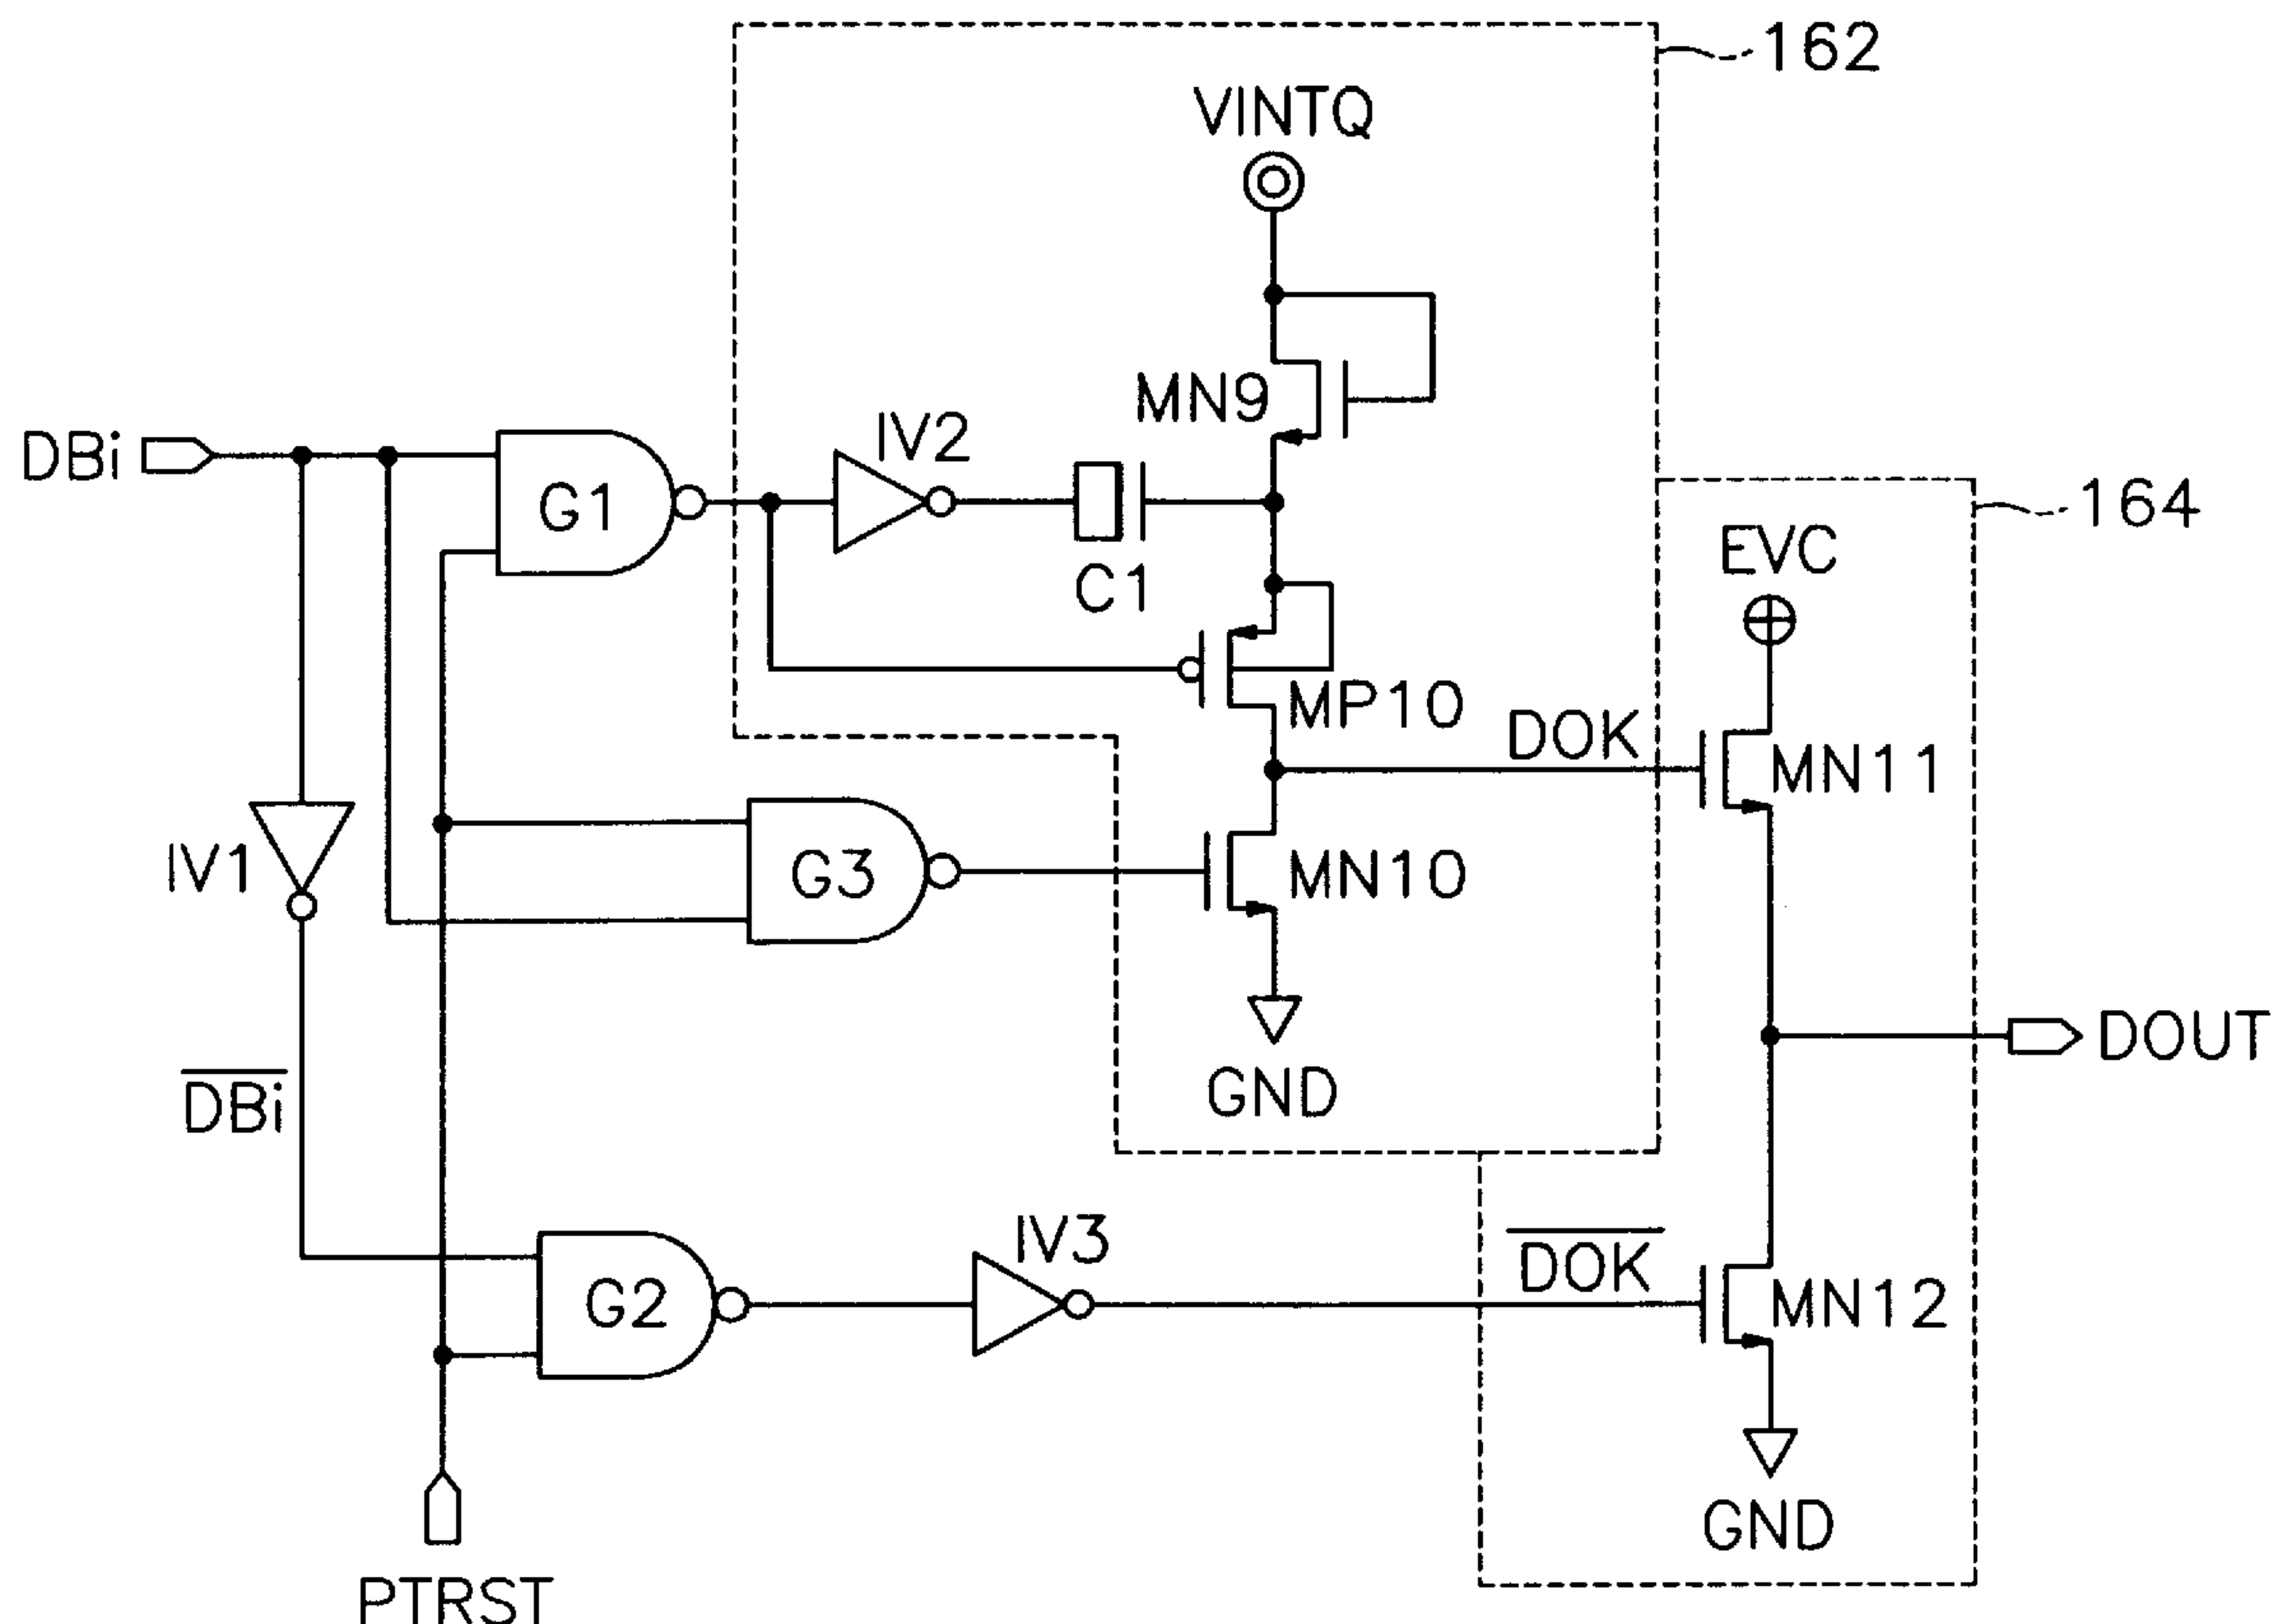 162
VINTQ
MN9
IV2
DBi
G1
C1
164
EVC
MP10
DOK
MN11
IV1
G3
MN10
DOUT
GND
DBi
IV3
DOK
G2
MN12
GND
PTRST